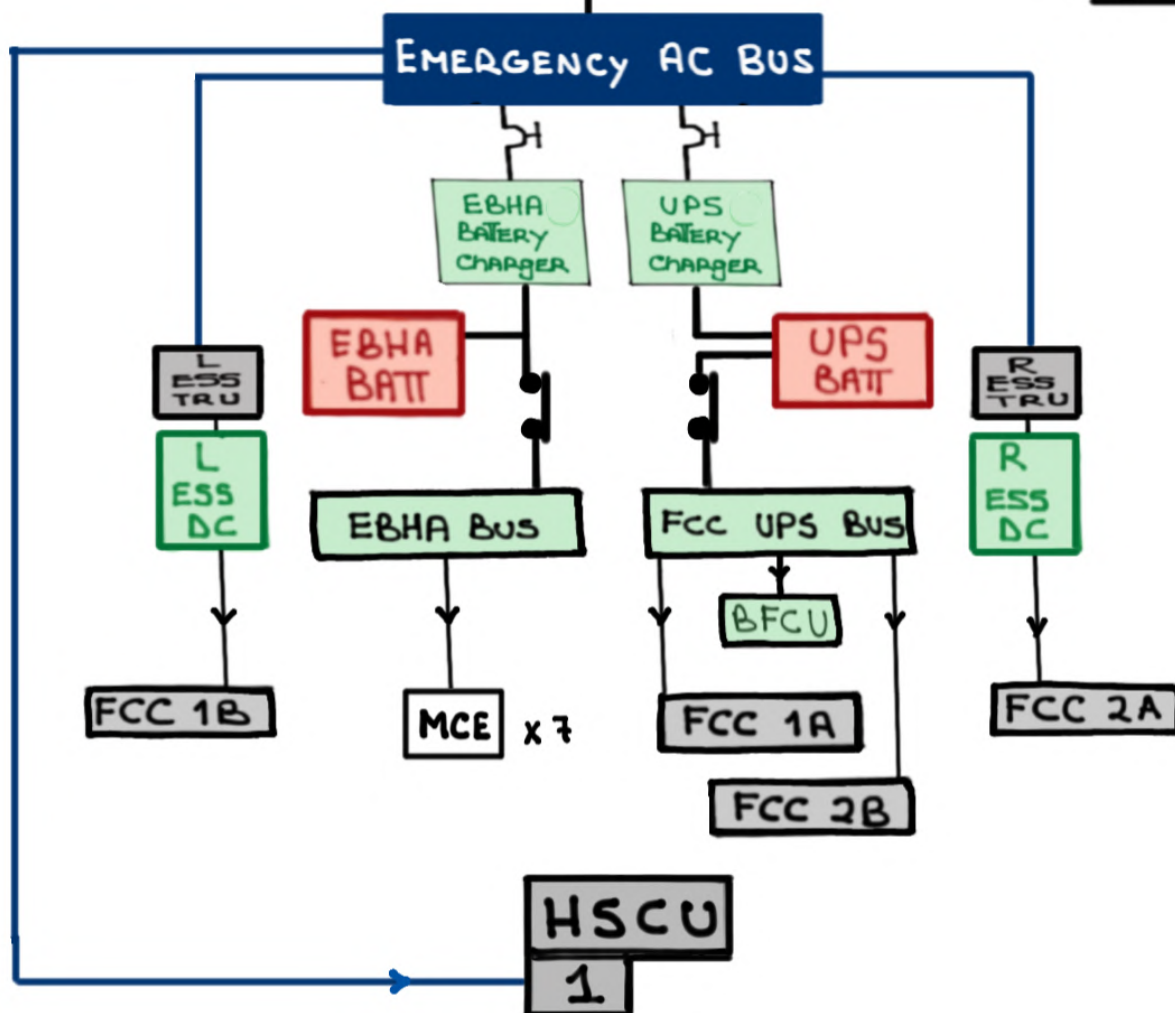 EMERGENCY AC BUS
EBHA
BATERY
CHARGER
UPS
BATERY
CHARGER
EBHA
BATT
UPS
BATT
L
ESS
TRU
R
ESS
TRU
L
ESS
DC
R
ESS
DC
EBHA BUS
FCC UPS BUS
BFCU
FCC 1B
MCE x 7
FCC 1A
FCC 2A
FCC 2B
HSCU
1